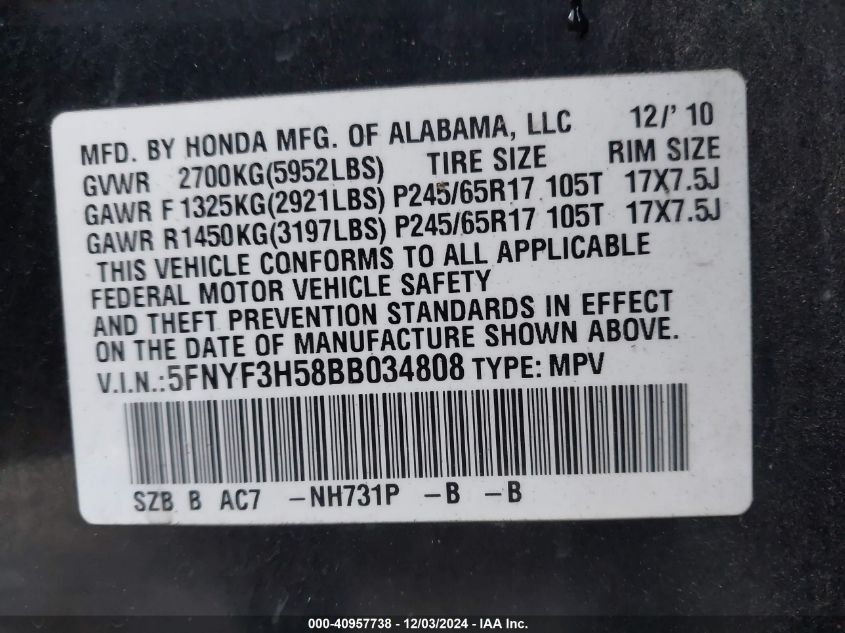 MFD. BY HONDA MFG. OF ALABAMA, LLC 12/' 10
GVWR 2700KG(5952LBS) TIRE SIZE RIM SIZE
GAWR F1325KG(2921LBS) P245/65R17 105T 17X7.5J
GAWR R1450KG(3197LBS) P245/65R17 105T 17X7.5J
THIS VEHICLE CONFORMS TO ALL APPLICABLE
FEDERAL MOTOR VEHICLE SAFETY
AND THEFT PREVENTION STANDARDS IN EFFECT
ON THE DATE OF MANUFACTURE SHOWN ABOVE.
V.I.N.:5FNYF3H58BB034808 TYPE: MPV
SZB B AC7 -NH731P -B -B
000-40957738 - 12/03/2024 - IAA Inc.